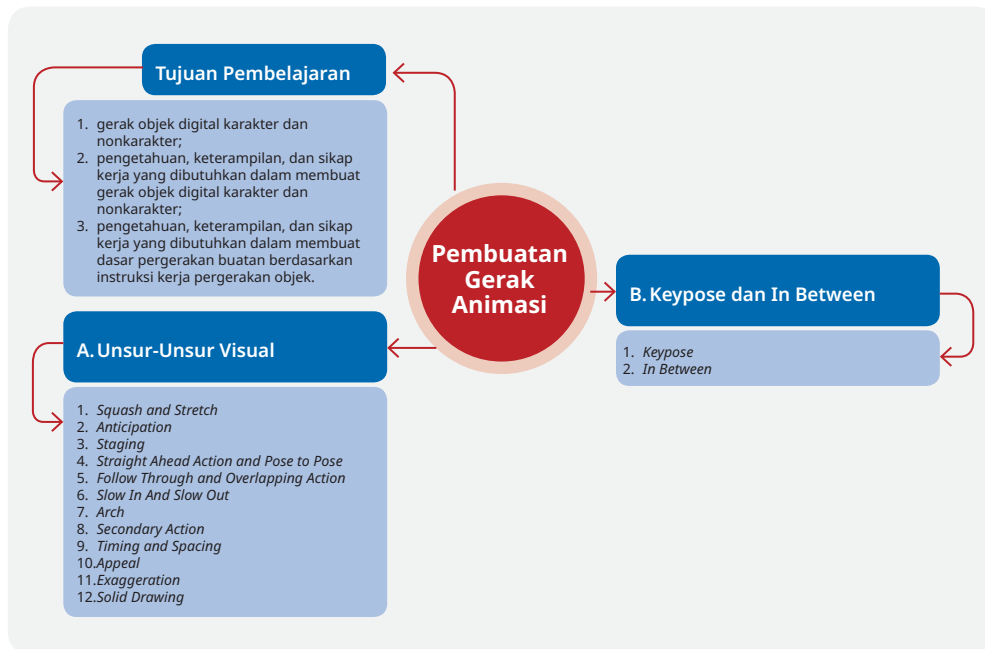 Tujuan Pembelajaran
1. gerak objek digital karakter dan
nonkarakter;
2. pengetahuan, keterampilan, dan sikap
kerja yang dibutuhkan dalam membuat
gerak objek digital karakter dan
nonkarakter;
3. pengetahuan, keterampilan, dan sikap
kerja yang dibutuhkan dalam membuat
dasar pergerakan buatan berdasarkan
instruksi kerja pergerakan objek.
Pembuatan
Gerak
Animasi
A. Unsur-Unsur Visual
1. Squash and Stretch
2. Anticipation
3. Staging
4. Straight Ahead Action and Pose to Pose
5. Follow Through and Overlapping Action
6. Slow In And Slow Out
7. Arch
8. Secondary Action
9. Timing and Spacing
10.Appeal
11.Exaggeration
12.Solid Drawing
B. Keypose dan In Between
1. Keypose
2. In Between